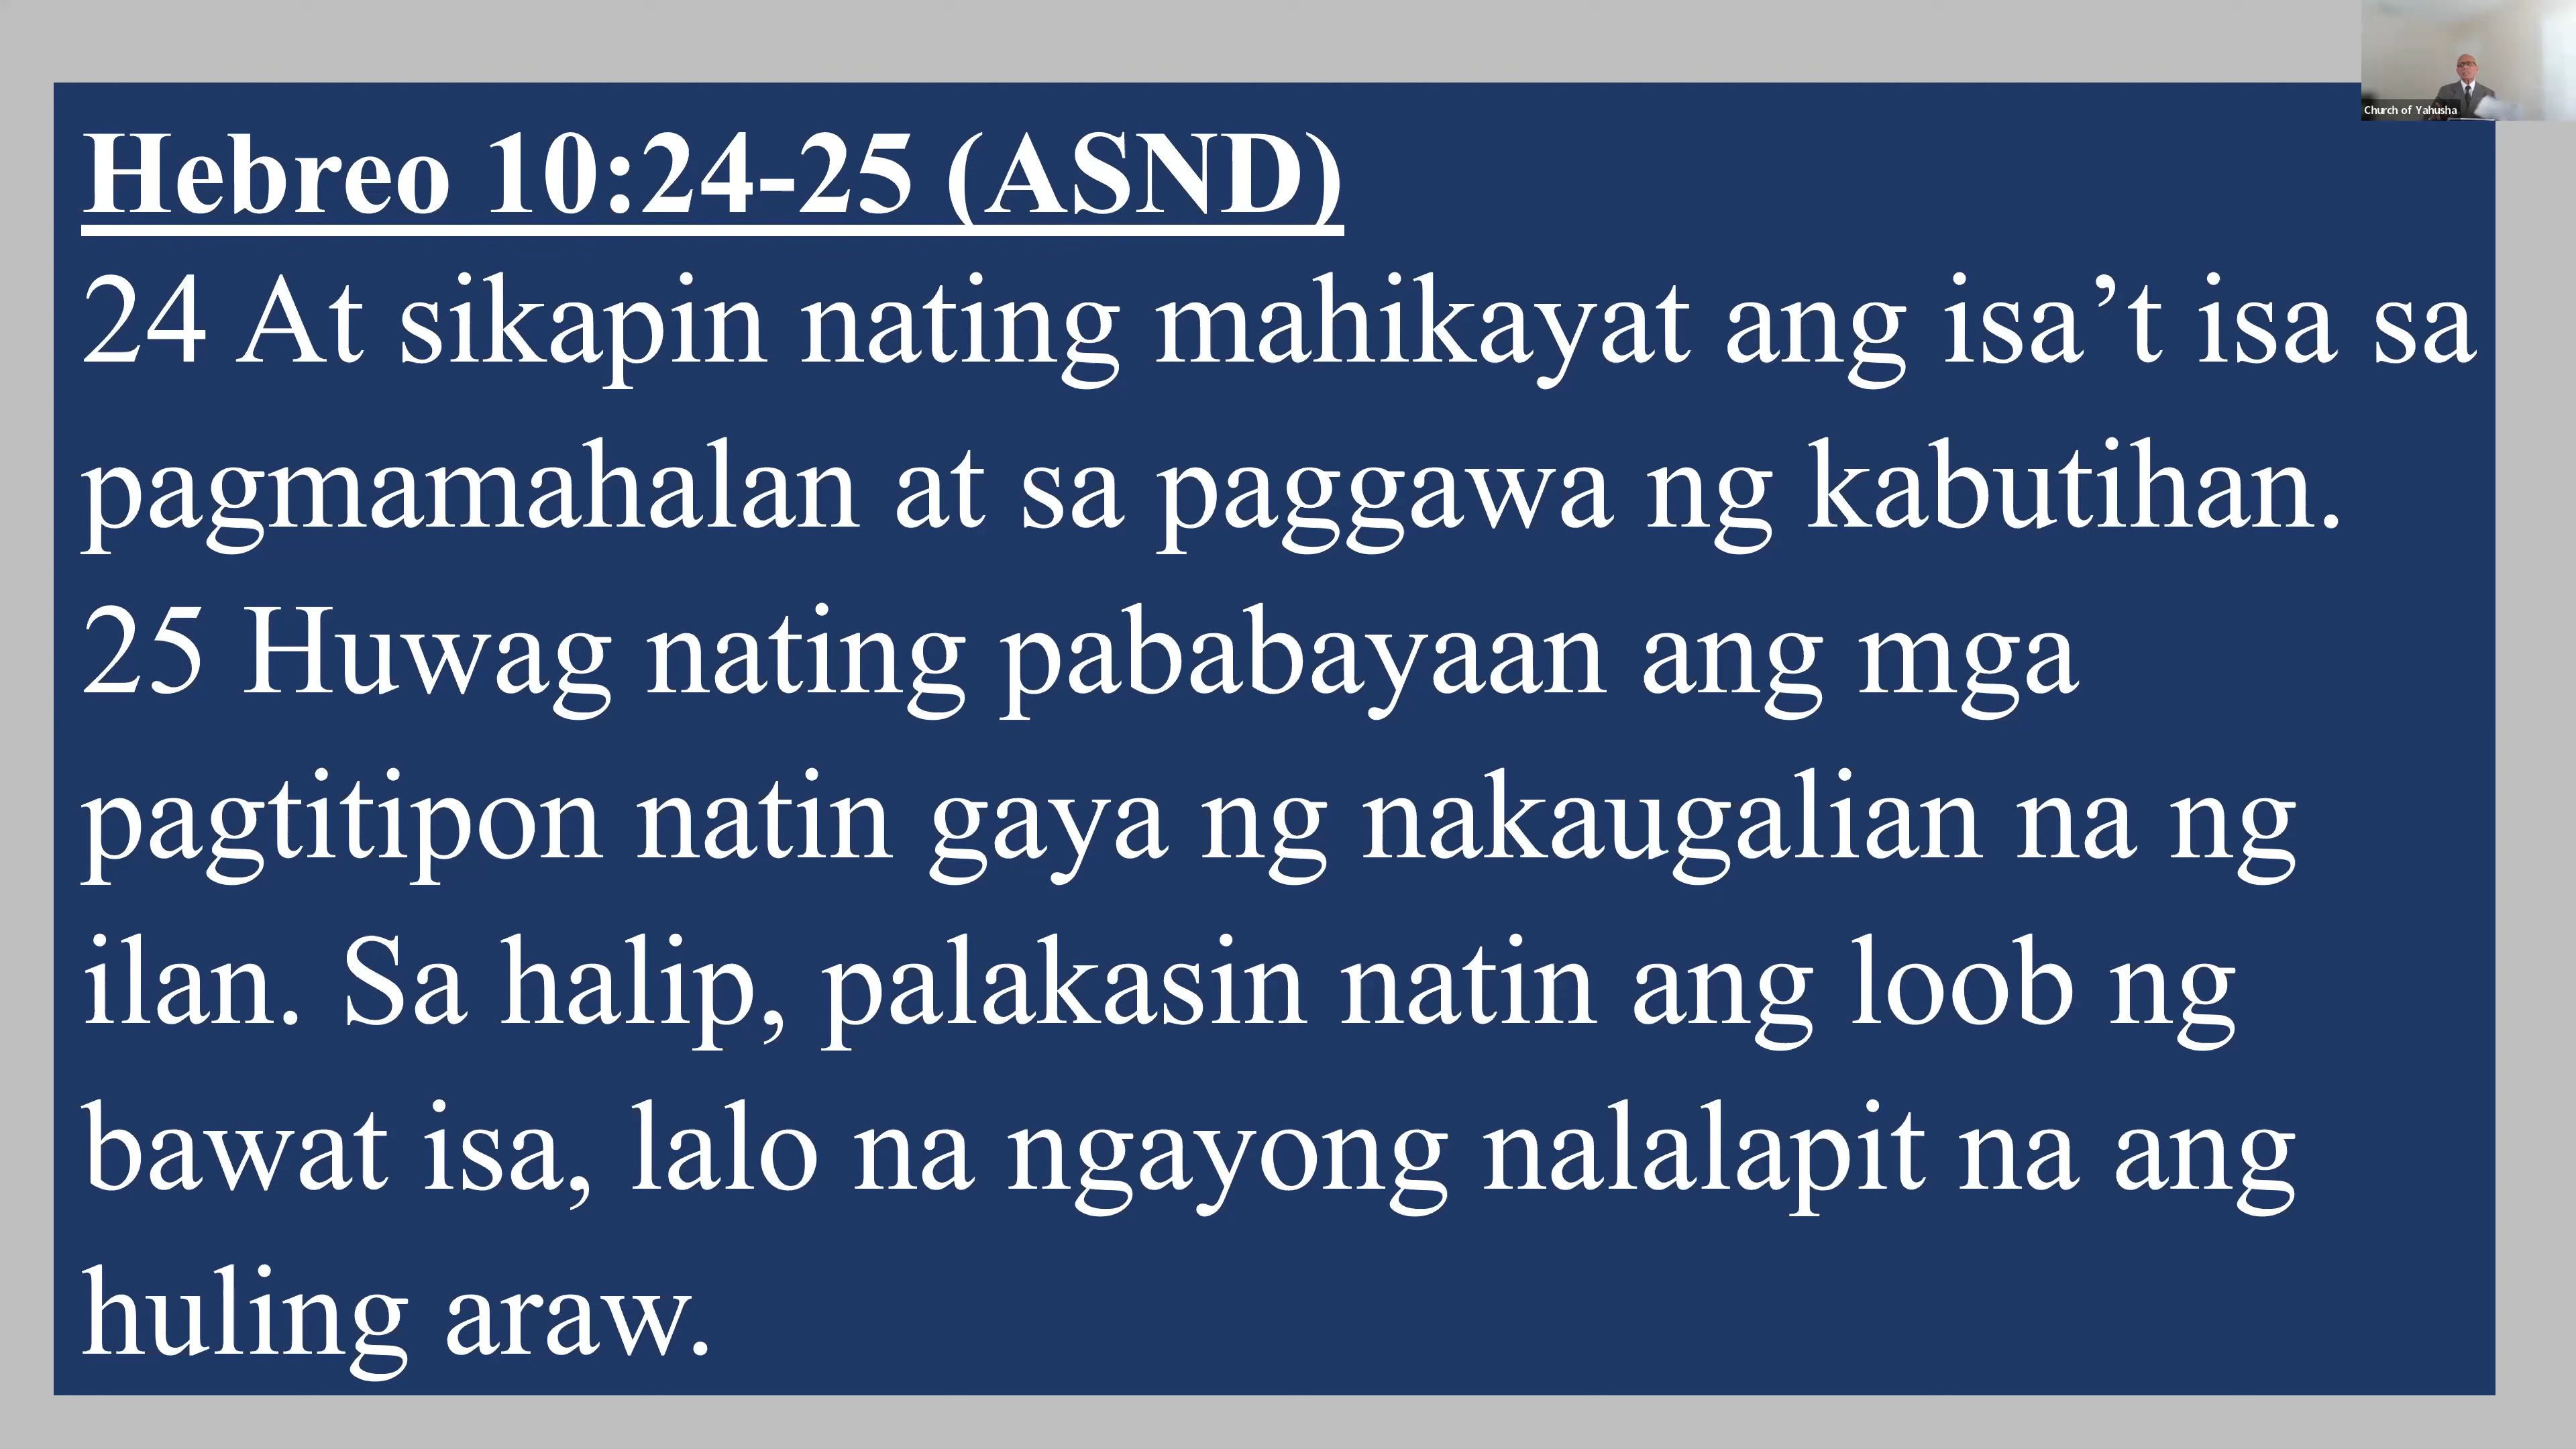 Church of Yahusha
Hebreo 10:24-25 (ASND)
24 At sikapin nating mahikayat ang isa’t isa sa
pagmamahalan at sa paggawa ng kabutihan.
25 Huwag nating pababayaan ang mga
pagtitipon natin gaya ng nakaugalian na ng
ilan. Sa halip, palakasin natin ang loob ng
bawat isa, lalo na ngayong nalalapit na ang
huling araw.